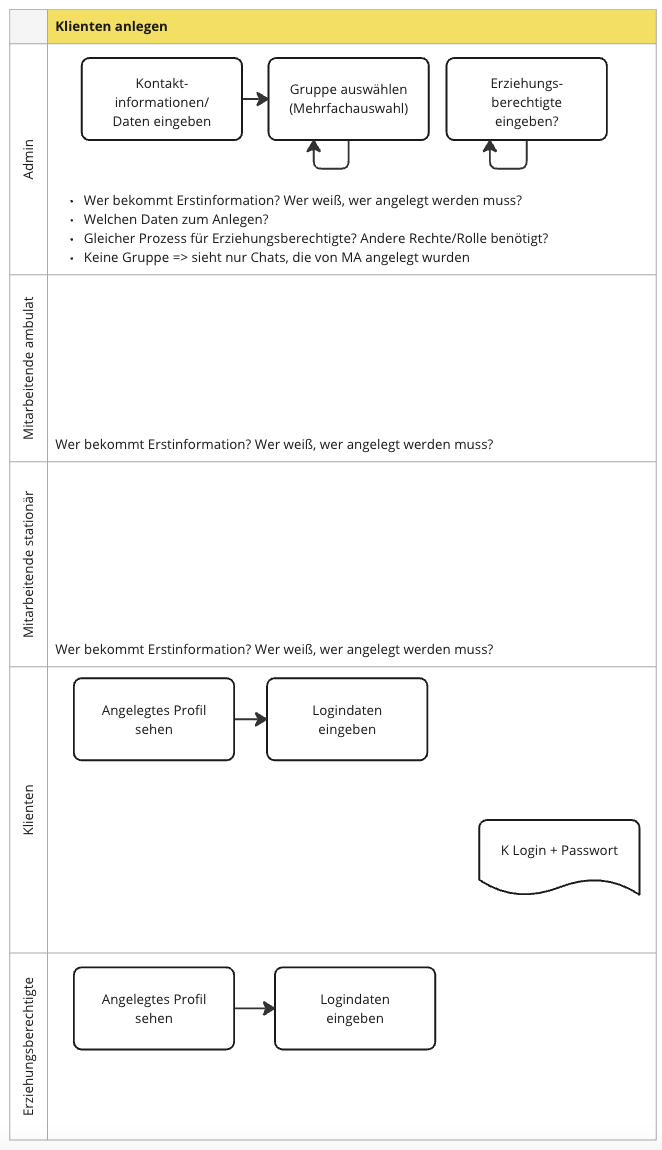 Klienten anlegen
Admin
Kontakt-
informationen/
Daten eingeben
Gruppe auswählen
(Mehrfachauswahl)
Erziehungs-
berechtigte
eingeben?
• Wer bekommt Erstinformation? Wer weiß, wer angelegt werden muss?
• Welchen Daten zum Anlegen?
• Gleicher Prozess für Erziehungsberechtigte? Andere Rechte/Rolle benötigt?
• Keine Gruppe => sieht nur Chats, die von MA angelegt wurden
Mitarbeitende ambulat
Wer bekommt Erstinformation? Wer weiß, wer angelegt werden muss?
Mitarbeitende stationär
Wer bekommt Erstinformation? Wer weiß, wer angelegt werden muss?
Klienten
Angelegtes Profil
sehen
Logindaten
eingeben
K Login + Passwort
Erziehungsberechtigte
Angelegtes Profil
sehen
Logindaten
eingeben